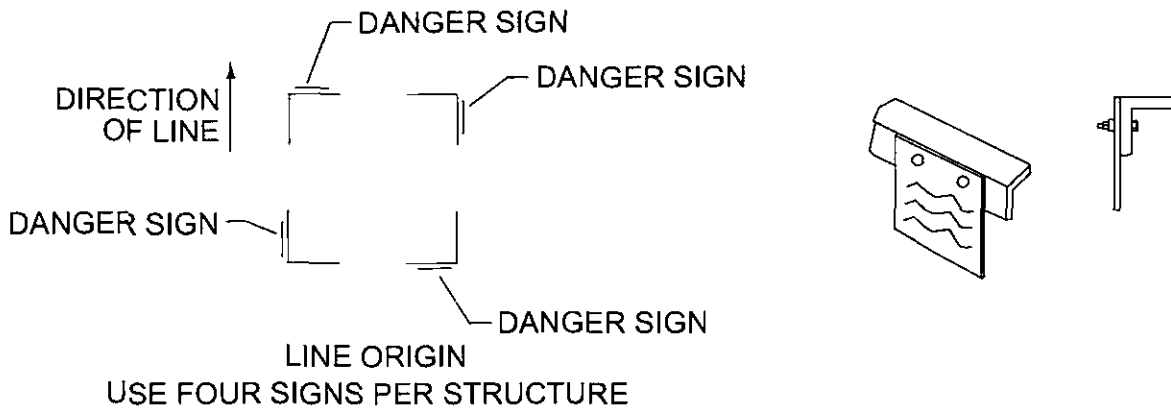 DANGER SIGN
DANGER SIGN
DIRECTION
OF LINE
DANGER SIGN
DANGER SIGN
LINE ORIGIN
USE FOUR SIGNS PER STRUCTURE